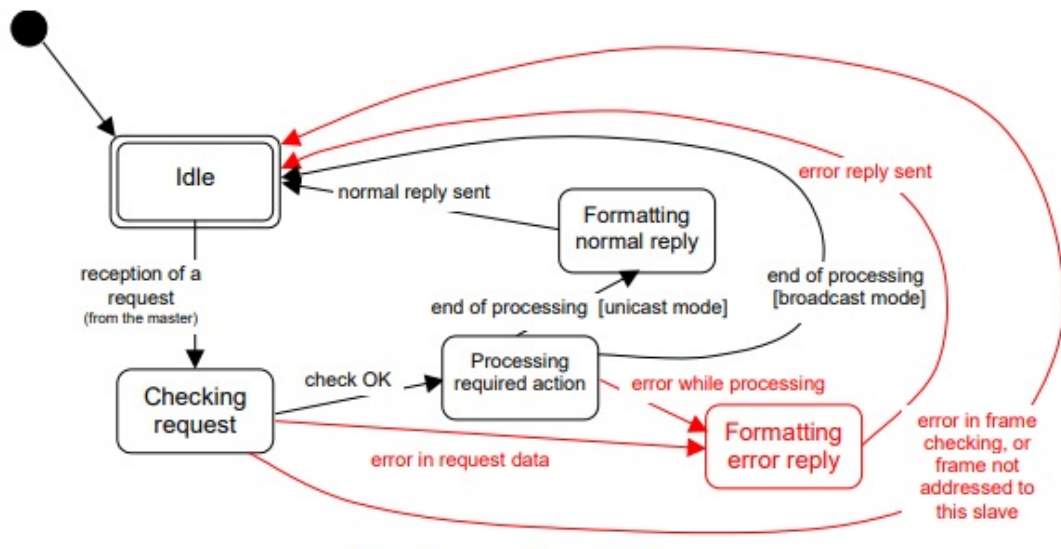 Idle
error reply sent
normal reply sent
Formatting
normal reply
reception of a
request
(from the master)
end of processing
[broadcast mode]
end of processing [unicast mode]
Processing
required action
check OK
error while processing
Checking
request
Formatting
error reply
error in request data
error in frame
checking, or
frame not
addressed to
this slave